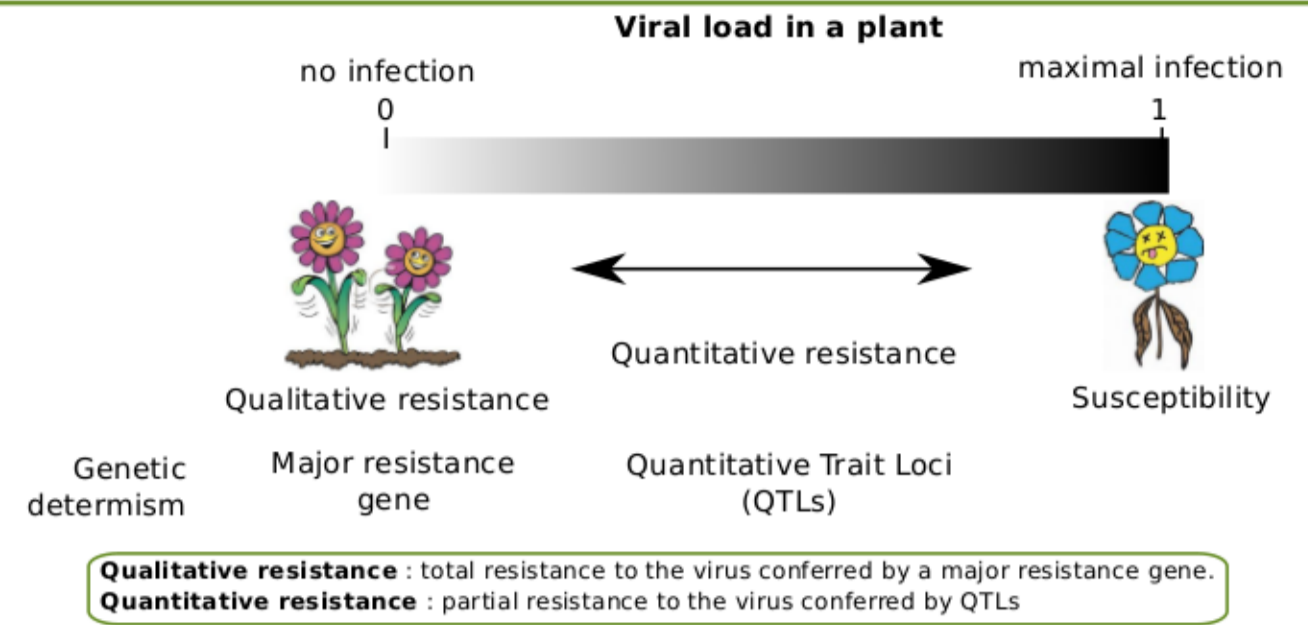 Viral load in a plant
no infection
maximal infection
0
1
Quantitative resistance
Qualitative resistance
Susceptibility
Genetic
determism
Major resistance
gene
Quantitative Trait Loci
(QTLs)
Qualitative resistance : total resistance to the virus conferred by a major resistance gene.
Quantitative resistance : partial resistance to the virus conferred by QTLs